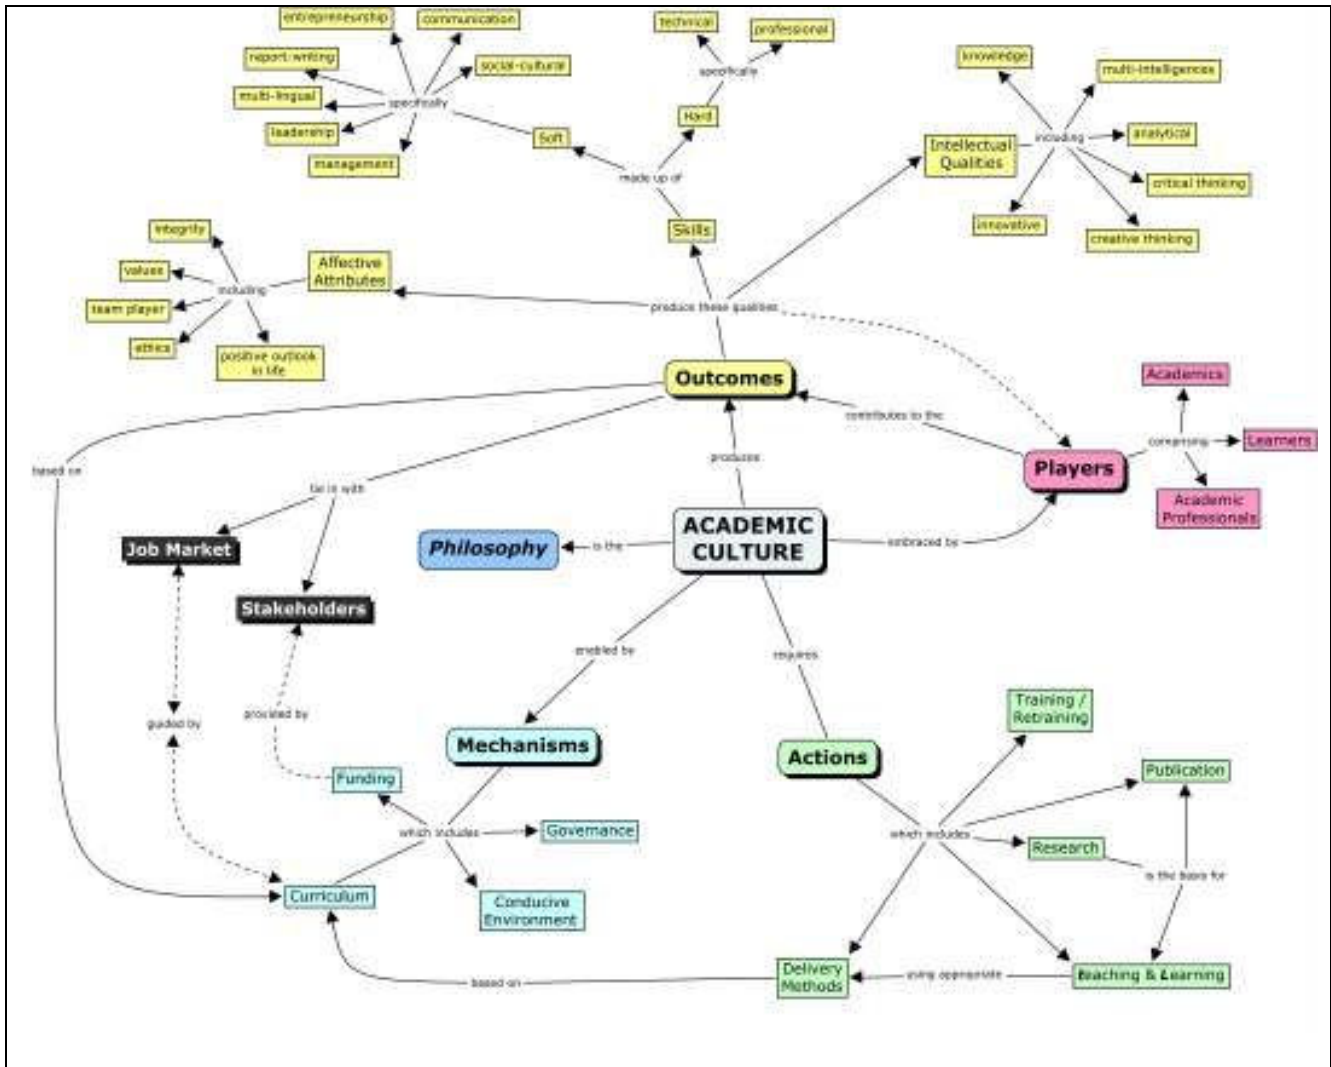 entrepreneurship
communication
technical
professional
report-writing
social-cultural
specifically
knowledge
multi-intelligences
multi-lingual
specifically
leadership
Soft
Hard
including
analytical
management
made up of
Intellectual
Qualities
critical thinking
integrity
Skills
innovative
creative thinking
values
including
Affective
Attributes
team player
produce these qualities
ethics
positive outlook
in life
Outcomes
Academics
contributes to the
comprising
Learners
based on
produces
Players
tie in with
Academic
Professionals
Job Market
Philosophy
is the
ACADEMIC
CULTURE
embraced by
Stakeholders
enabled by
requires
guided by
provided by
Training /
Retraining
Mechanisms
Actions
Funding
Publication
which includes
Governance
which includes
Research
is the basis for
Curriculum
Conducive
Environment
Delivery
Methods
using appropriate
Teaching & Learning
based on